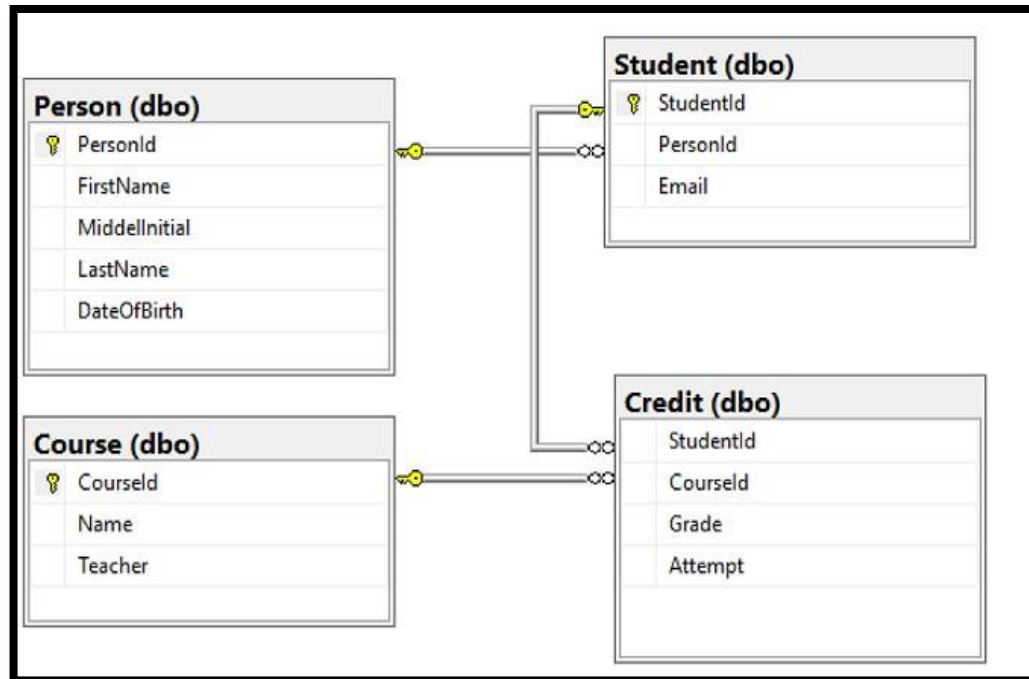 Person (dbo)
PersonId
FirstName
MiddelInitial
LastName
DateOfBirth
Student (dbo)
StudentId
PersonId
Email
Course (dbo)
CourseId
Name
Teacher
Credit (dbo)
StudentId
CourseId
Grade
Attempt